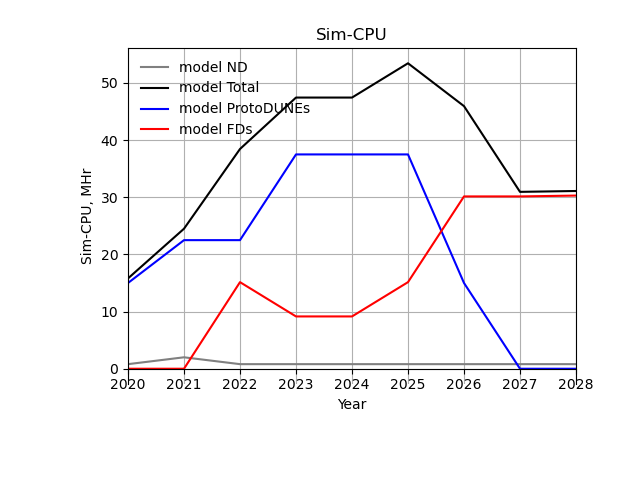 Sim-CPU
model ND
model Total
model ProtoDUNEs
model FDs
50
40
30
20
10
0
Sim-CPU, MHr
2020 2021 2022 2023 2024 2025 2026 2027 2028
Year